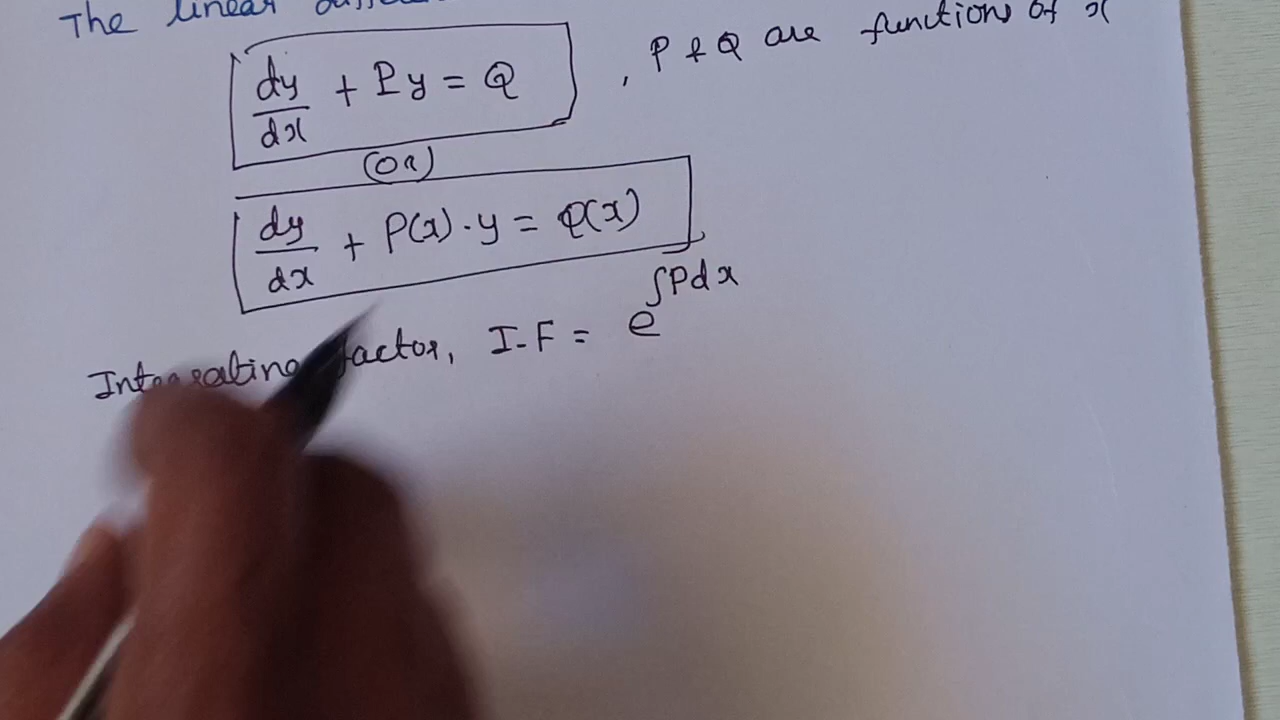 The linear
dy/dx + Py = Q , P & Q are functions of x
(OR)
dy/dx + P(x)·y = Q(x)
Integrating factor, I-F = e^∫Pdx